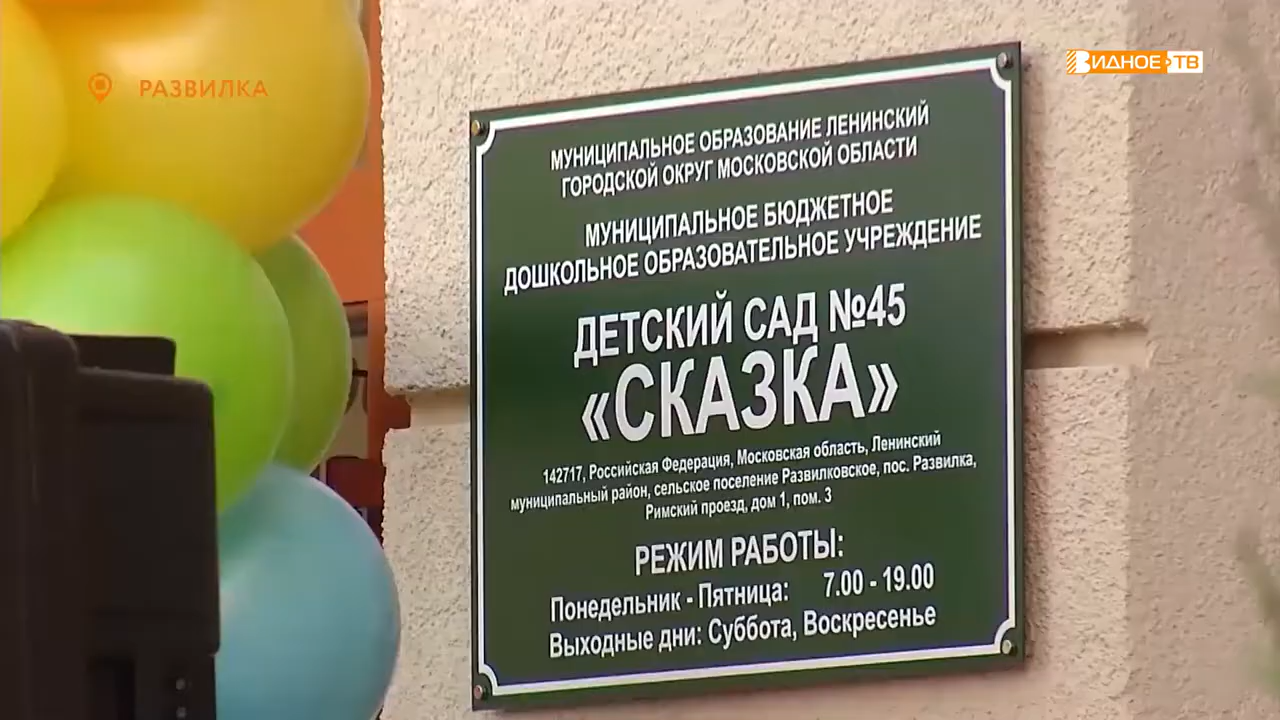 РАЗВИЛКА
ВИДНОЕ ТВ
МУНИЦИПАЛЬНОЕ ОБРАЗОВАНИЕ ЛЕНИНСКИЙ
ГОРОДСКОЙ ОКРУГ МОСКОВСКОЙ ОБЛАСТИ
МУНИЦИПАЛЬНОЕ БЮДЖЕТНОЕ
ДОШКОЛЬНОЕ ОБРАЗОВАТЕЛЬНОЕ УЧРЕЖДЕНИЕ
ДЕТСКИЙ САД №45
«СКАЗКА»
142717, Российская Федерация, Московская область, Ленинский
муниципальный район, сельское поселение Развилковское, пос. Развилка,
Римский проезд, дом 1, пом. 3
РЕЖИМ РАБОТЫ:
Понедельник - Пятница: 7.00 - 19.00
Выходные дни: Суббота, Воскресенье